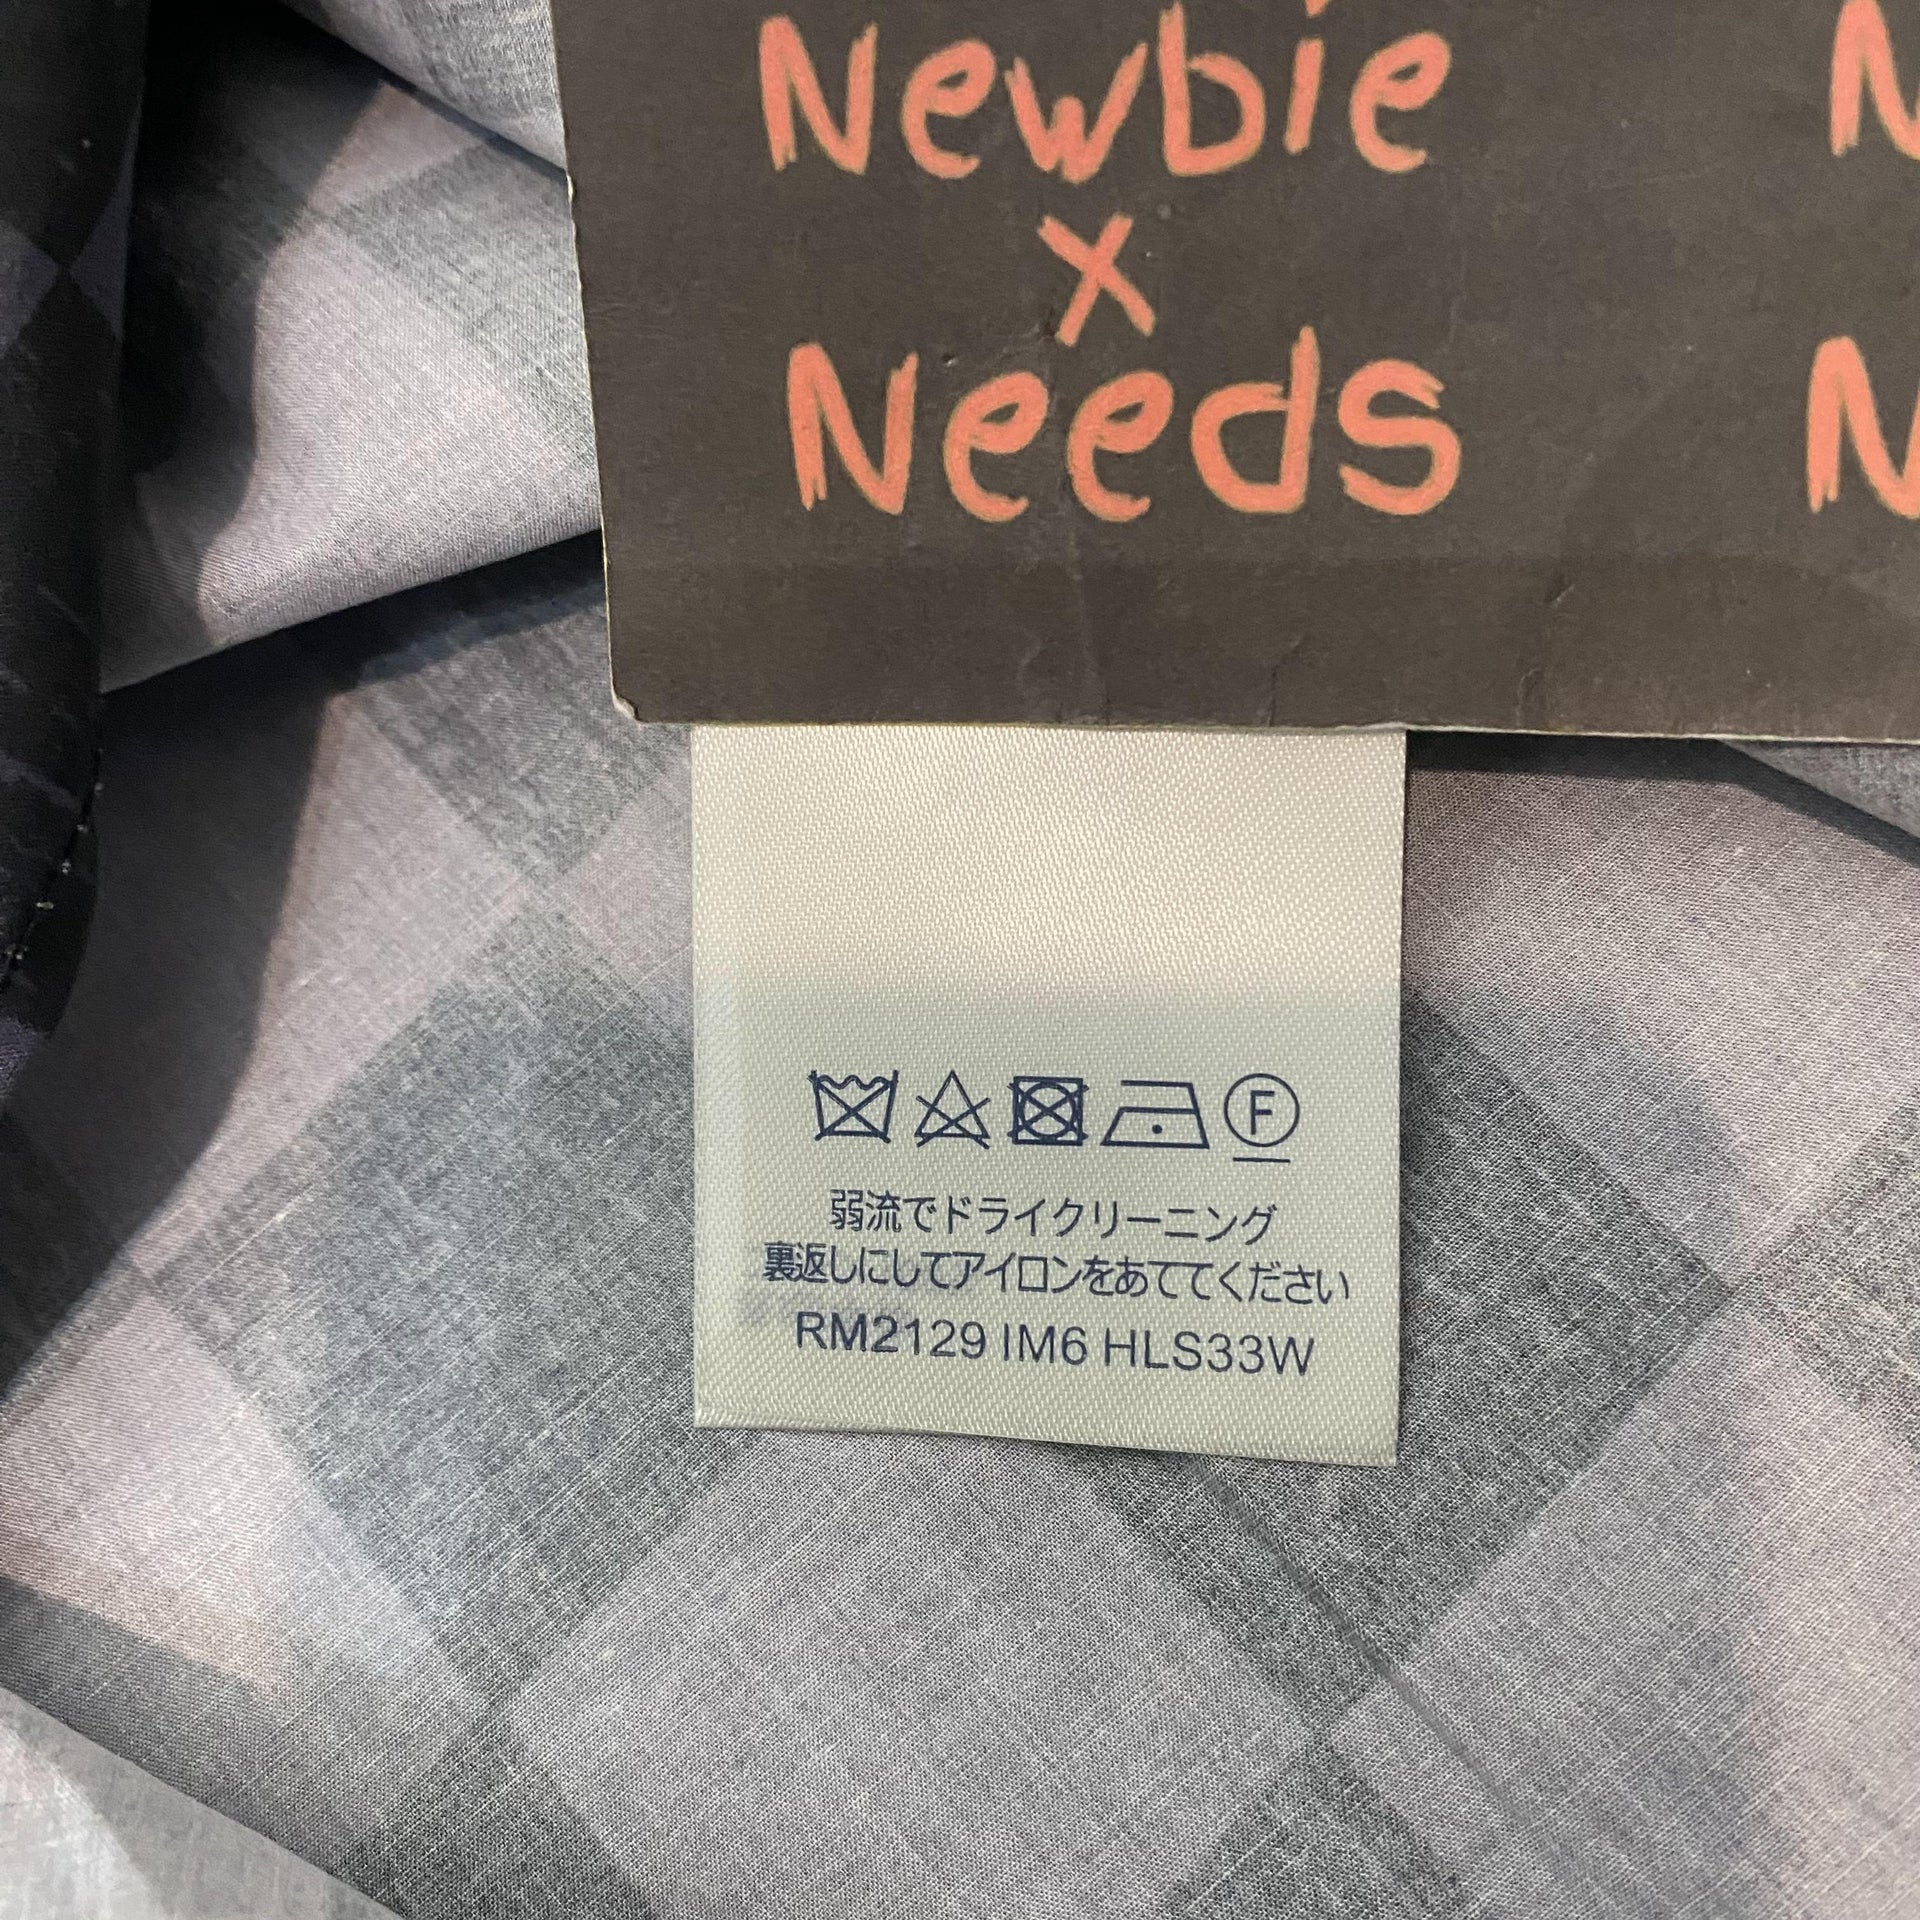 Newbie
x
Needs
F
弱流でドライクリーニング
裏返しにしてアイロンをあててください
RM2129 IM6 HLS33W